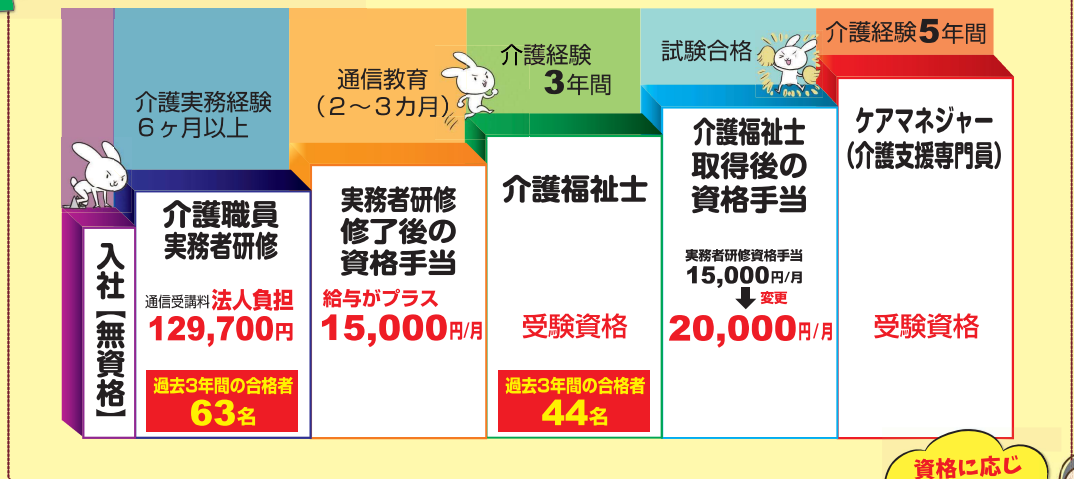 入社【無資格】
介護実務経験
6ヶ月以上
介護職員
実務者研修
通信受講料法人負担
129,700円
過去3年間の合格者
63名
通信教育
(2～3カ月)
実務者研修
修了後の
資格手当
給与がプラス
15,000円/月
介護経験
3年間
介護福祉士
受験資格
過去3年間の合格者
44名
試験合格
介護福祉士
取得後の
資格手当
実務者研修資格手当
15,000円/月
変更
20,000円/月
介護経験5年間
ケアマネジャー
(介護支援専門員)
受験資格
資格に応じ